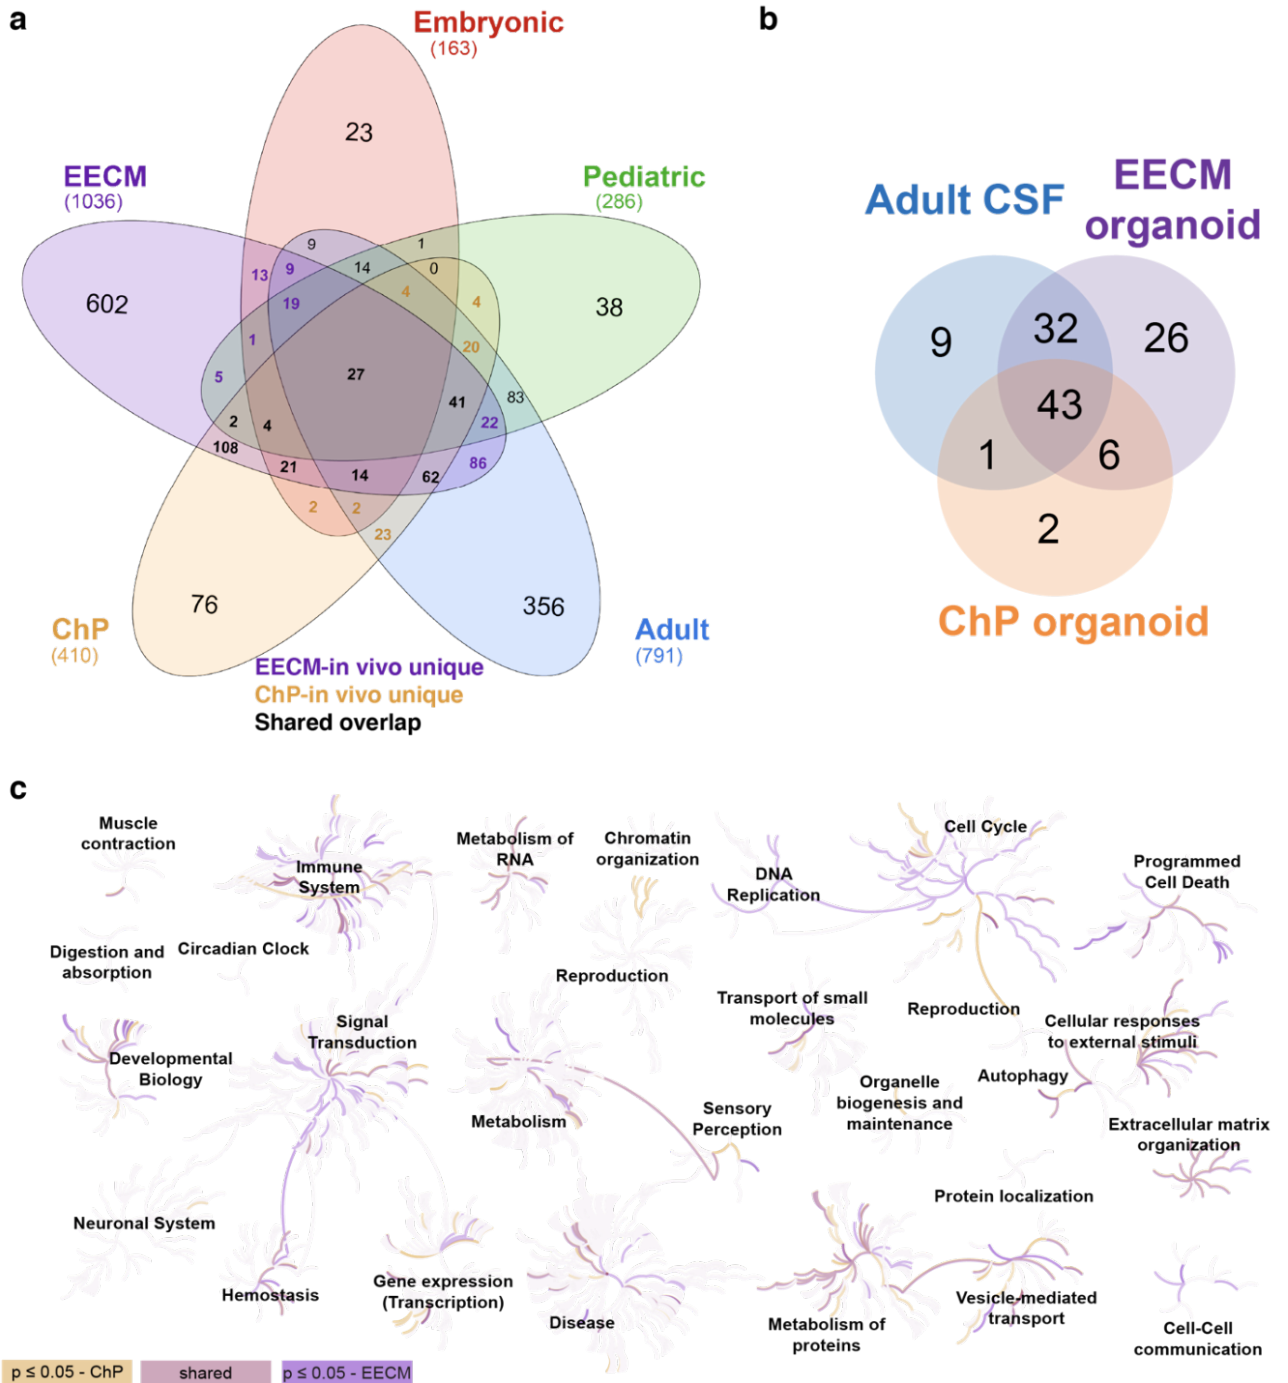 a
Embryonic
(163)
23
EECM
(1036)
Pediatric
(286)
9
1
13
9
14
0
19
4
4
602
38
1
20
5
27
41
83
2
4
22
108
21
14
62
86
2
2
23
76
356
ChP
(410)
Adult
(791)
EECM-in vivo unique
ChP-in vivo unique
Shared overlap
b
Adult CSF
EECM
organoid
9
32
26
43
1
6
2
ChP organoid
c
Muscle
contraction
Immune
System
Metabolism of
RNA
Chromatin
organization
DNA
Replication
Cell Cycle
Programmed
Cell Death
Digestion and
absorption
Circadian Clock
Reproduction
Transport of small
molecules
Reproduction
Cellular responses
to external stimuli
Signal
Transduction
Developmental
Biology
Metabolism
Sensory
Perception
Organelle
biogenesis and
maintenance
Autophagy
Extracellular matrix
organization
Protein localization
Neuronal System
Hemostasis
Gene expression
(Transcription)
Disease
Metabolism of
proteins
Vesicle-mediated
transport
Cell-Cell
communication
p ≤ 0.05 - ChP
shared
p ≤ 0.05 - EECM